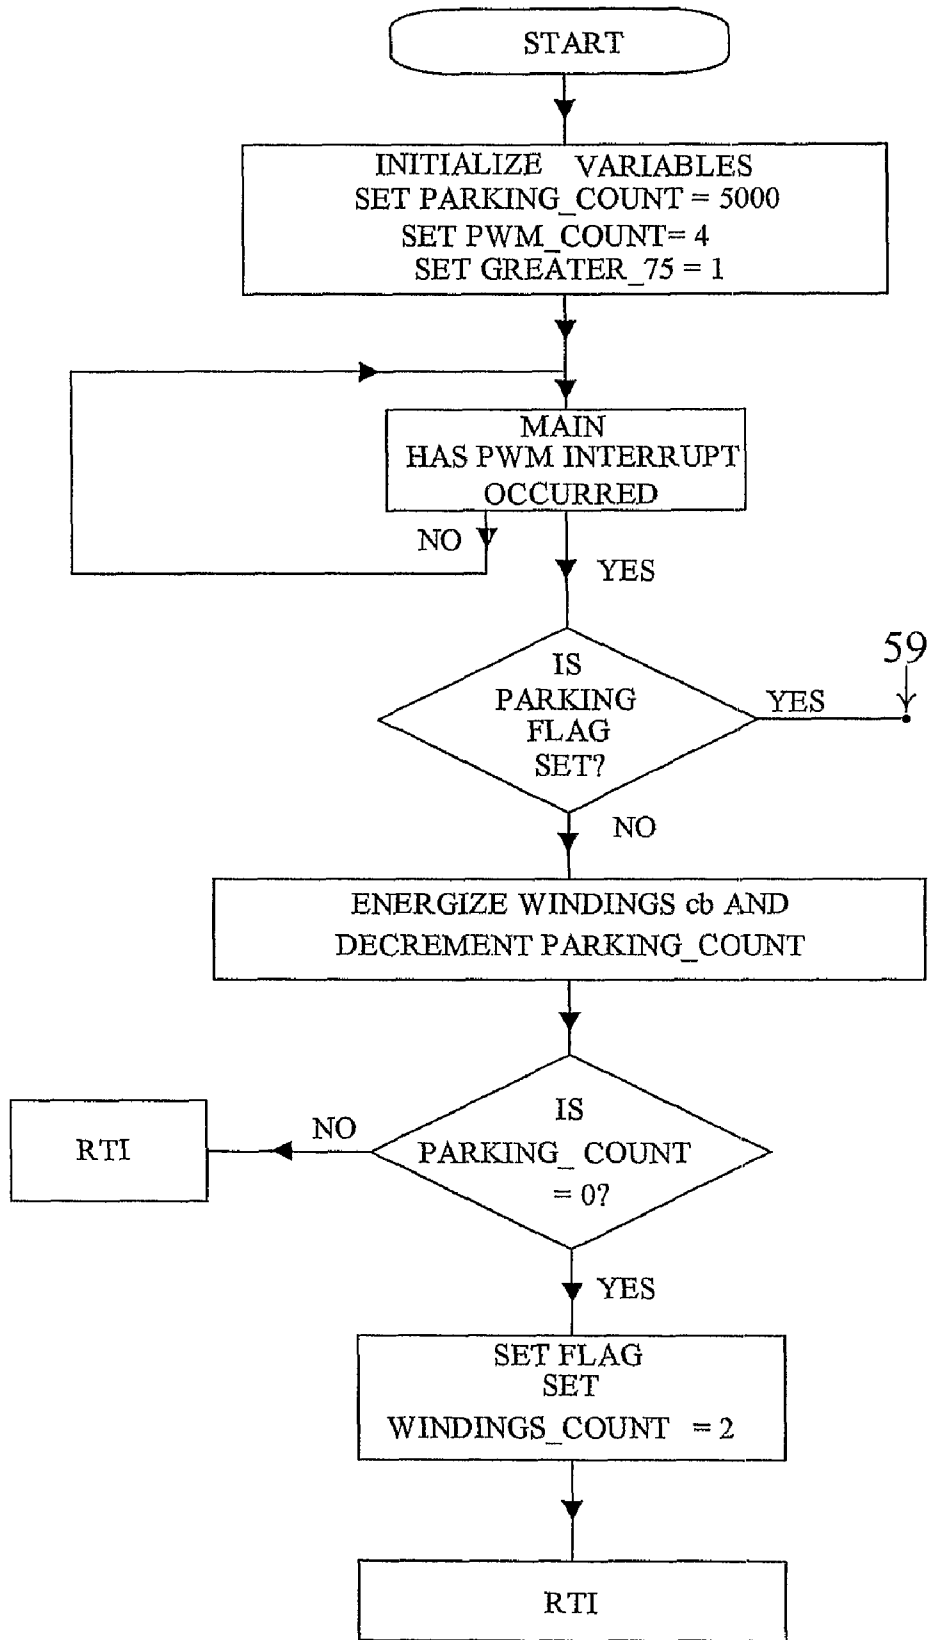 START
INITIALIZE VARIABLES
SET PARKING_COUNT = 5000
SET PWM_COUNT= 4
SET GREATER_75 = 1
MAIN
HAS PWM INTERRUPT
OCCURRED
NO
YES
IS
PARKING
FLAG
SET?
YES
59
NO
ENERGIZE WINDINGS cb AND
DECREMENT PARKING_COUNT
IS
PARKING_ COUNT
= 0?
NO
RTI
YES
SET FLAG
SET
WINDINGS_COUNT = 2
RTI